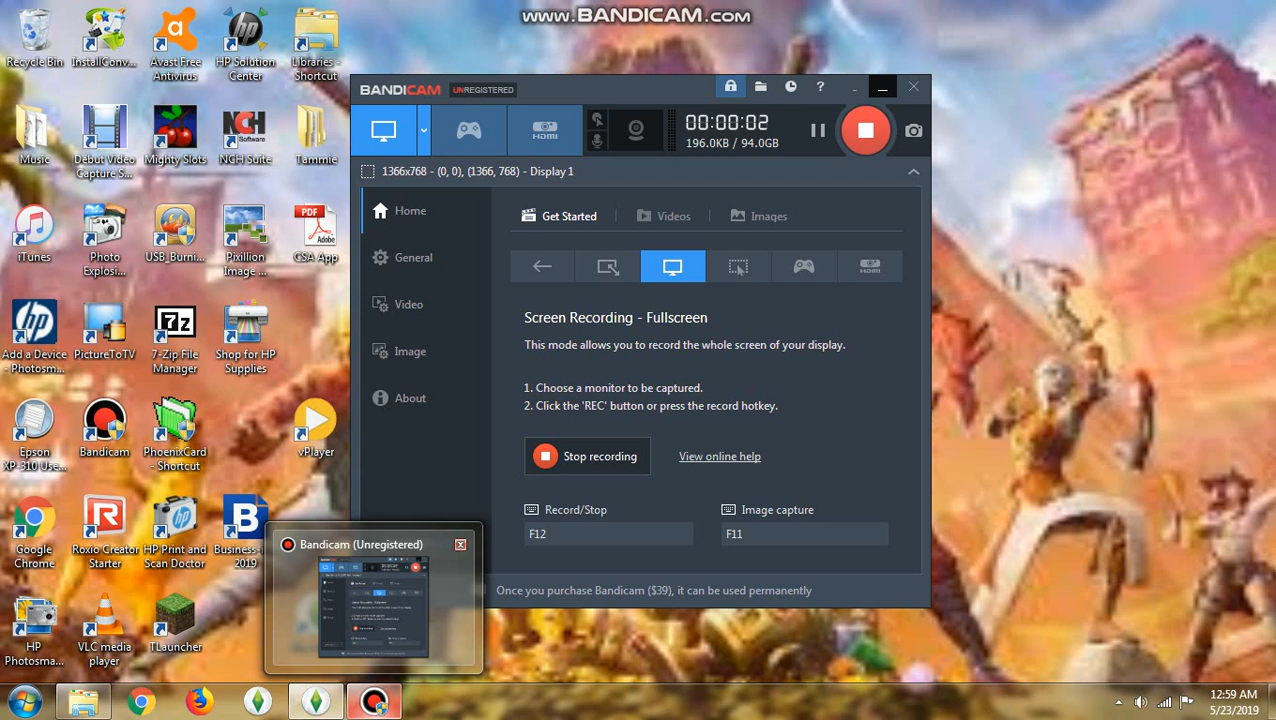 www.BANDICAM.com
Recycle Bin
InstallConv...
Avast Free
Antivirus
HP Solution
Center
Libraries -
Shortcut
Music
Debut Video
Capture S...
Mighty Slots
NCH
Software
NCH Suite
Tammie
iTunes
Photo
Explosi...
USB_Burni...
Pixillion
Image ...
PDF
Adobe
CSA App
Add a Device
- Photosm...
PictureToTV
7z
7-Zip File
Manager
Shop for HP
Supplies
Epson
XP-310 Use...
Bandicam
PhoenixCard
- Shortcut
vPlayer
Google
Chrome
Roxio Creator
Starter
HP Print and
Scan Doctor
Business-i
2019
HP
Photosma...
VLC media
player
TLauncher
BANDICAM
UNREGISTERED
HDMI
00:00:02
196.0KB / 94.0GB
1366x768 - (0, 0), (1366, 768) - Display 1
Home
General
Video
Image
About
Get Started
Videos
Images
HDMI
Screen Recording - Fullscreen
This mode allows you to record the whole screen of your display.
1. Choose a monitor to be captured.
2. Click the 'REC' button or press the record hotkey.
Stop recording
View online help
Record/Stop
Image capture
F12
F11
Once you purchase Bandicam ($39), it can be used permanently
Bandicam (Unregistered)
12:59 AM
5/23/2019